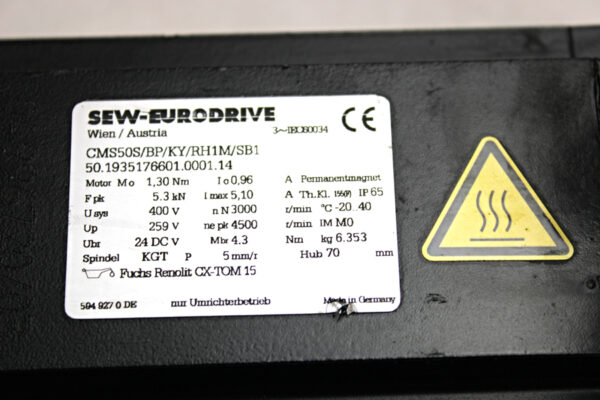 SEW-EURODRIVE
Wien / Austria 3~IEC60034 CE
CMS50S/BP/KY/RH1M/SB1
50.1935176601.0001.14
Motor Mo 1,30 Nm Io 0,96 A Permanentmagnet
F pk 5.3 kN I max 5,10 A Th.Kl. 155(F) IP 65
U sys 400 V n N 3000 r/min °C -20..40
Up 259 V ne pk 4500 r/min IM M0
Ubr 24 DC V Mbr 4.3 Nm kg 6.353
Spindel KGT P 5 mm/r Hub 70 mm
Fuchs Renolit CX-TOM 15
594 927 0 DE nur Umrichterbetrieb Made in Germany